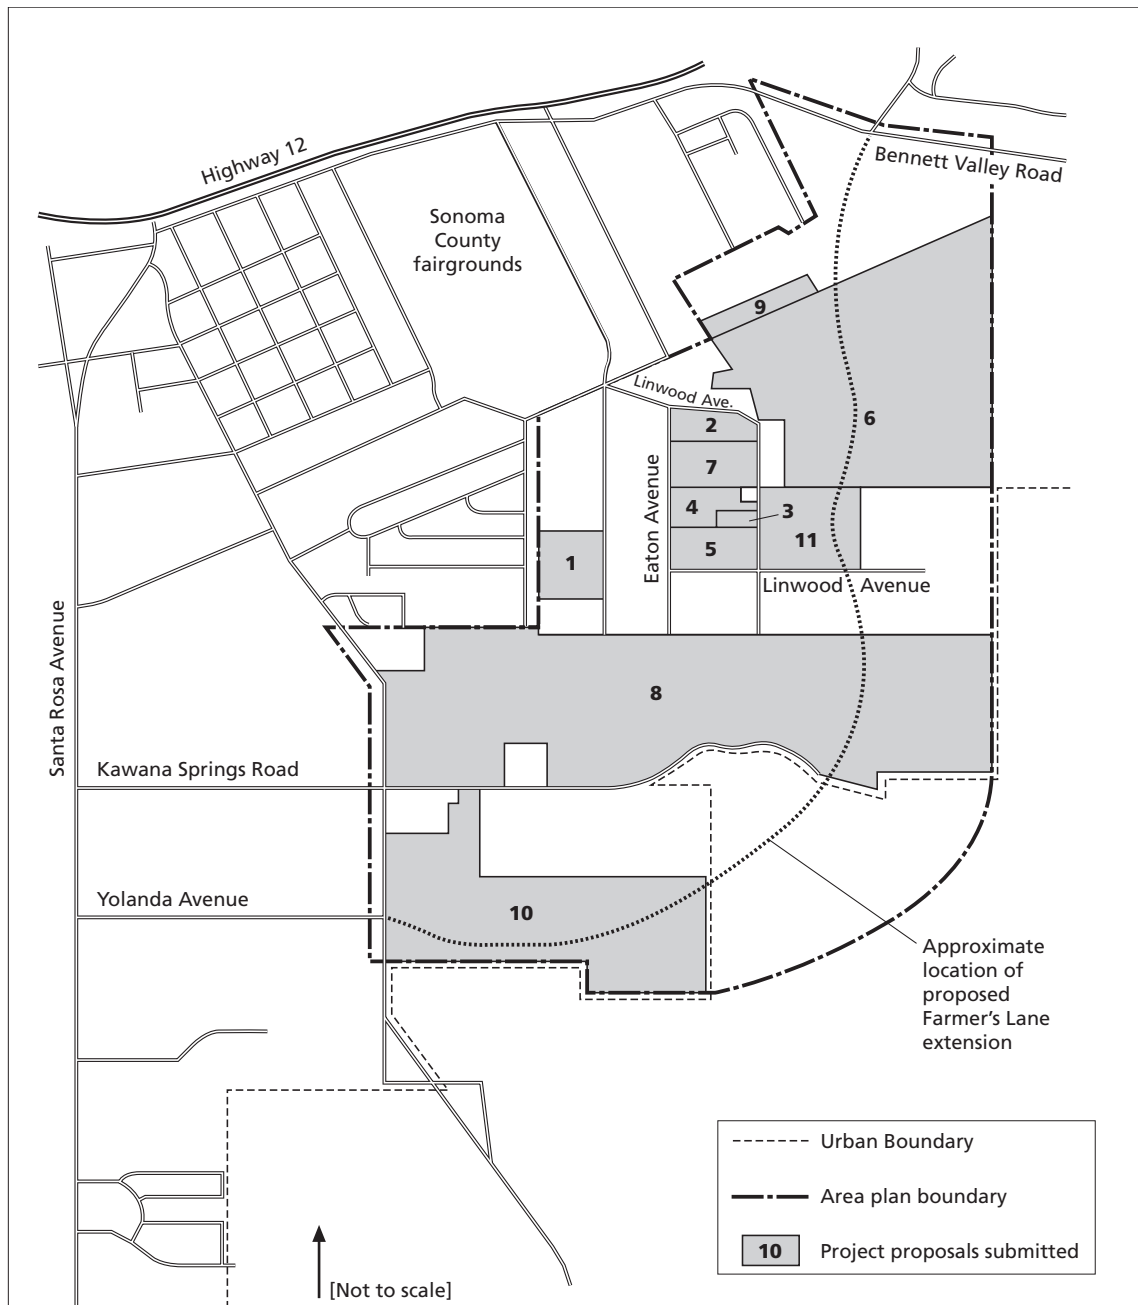 Highway 12
Bennett Valley Road
Sonoma
County
fairgrounds
9
Linwood Ave.
2
6
7
Eaton Avenue
4
3
11
1
5
Linwood Avenue
Santa Rosa Avenue
8
Kawana Springs Road
Yolanda Avenue
10
Approximate
location of
proposed
Farmer's Lane
extension
Urban Boundary
Area plan boundary
10 Project proposals submitted
[Not to scale]